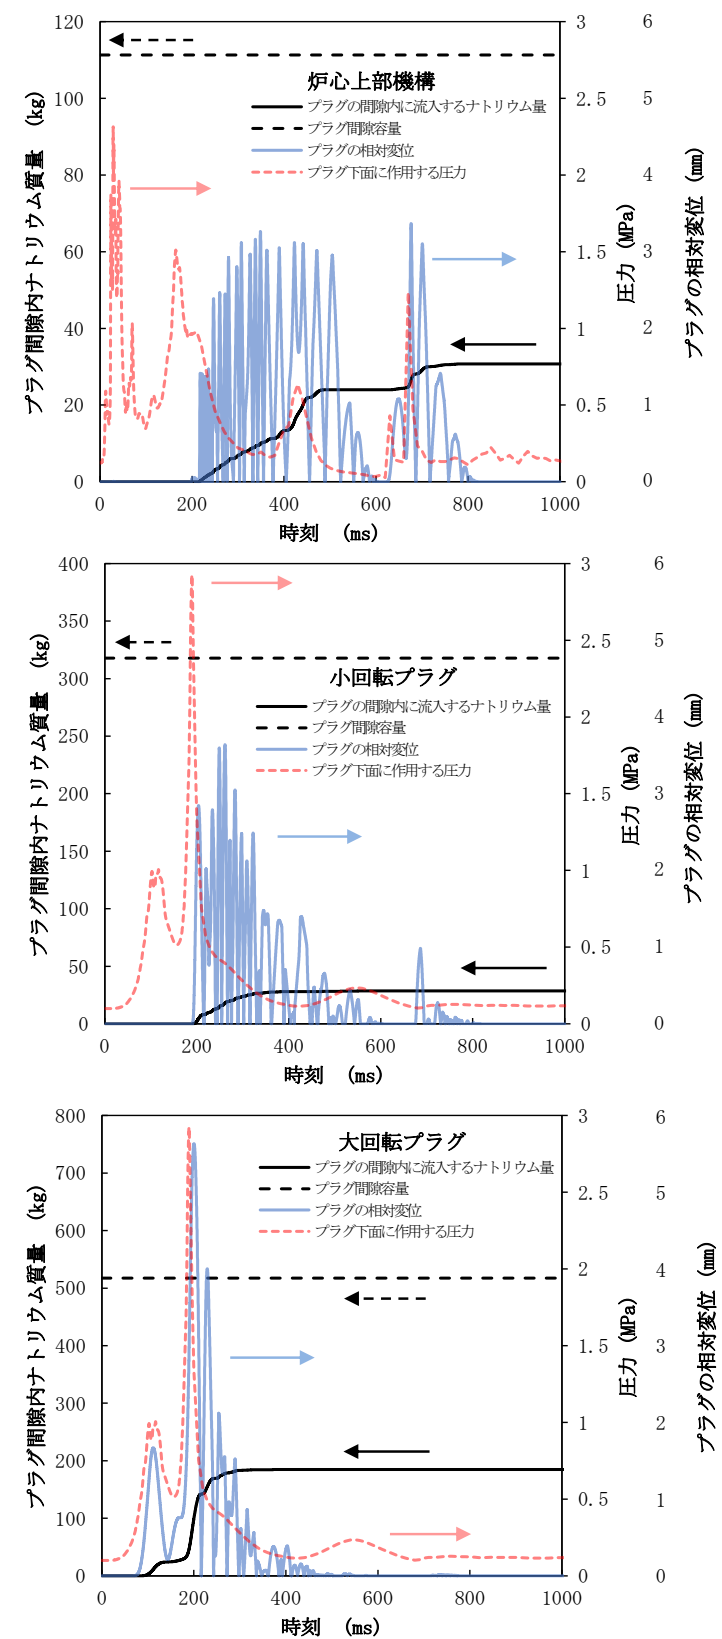 120
100
80
60
40
20
0
プラグ間隙内ナトリウム質量 (kg)
炉心上部機構
プラグの間隙内に流入するナトリウム量
プラグ間隙容量
プラグの相対変位
プラグ下面に作用する圧力
3
2.5
2
1.5
1
0.5
0
圧力 (MPa)
6
5
4
3
2
1
0
プラグの相対変位 (mm)
0 200 400 600 800 1000
時刻 (ms)
400
350
300
250
200
150
100
50
0
プラグ間隙内ナトリウム質量 (kg)
小回転プラグ
プラグの間隙内に流入するナトリウム量
プラグ間隙容量
プラグの相対変位
プラグ下面に作用する圧力
3
2.5
2
1.5
1
0.5
0
圧力 (MPa)
6
5
4
3
2
1
0
プラグの相対変位 (mm)
0 200 400 600 800 1000
時刻 (ms)
800
700
600
500
400
300
200
100
0
プラグ間隙内ナトリウム質量 (kg)
大回転プラグ
プラグの間隙内に流入するナトリウム量
プラグ間隙容量
プラグの相対変位
プラグ下面に作用する圧力
3
2.5
2
1.5
1
0.5
0
圧力 (MPa)
6
5
4
3
2
1
0
プラグの相対変位 (mm)
0 200 400 600 800 1000
時刻 (ms)